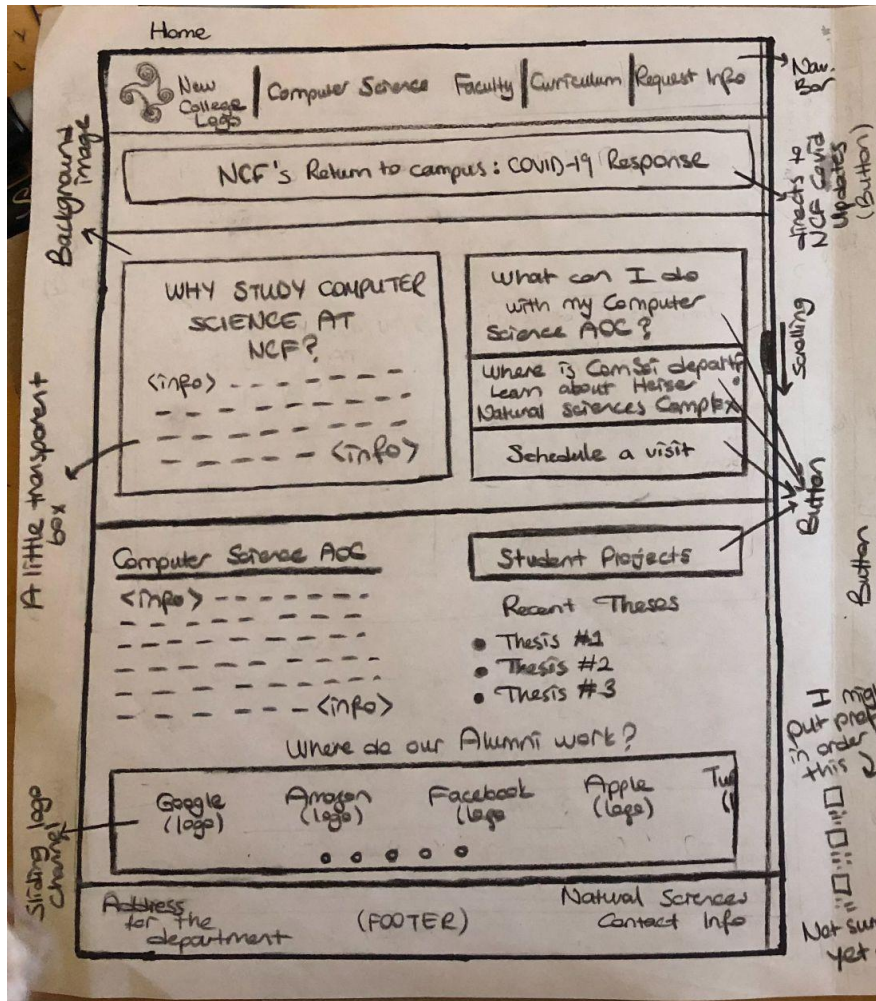 Home
New
College
Logo
Computer Science
Faculty
Curriculum
Request Info
Nav.
Bar
NCF's Return to campus: COVID-19 Response
directs to
NCF Covid
Updates
(Button)
Background
image
WHY STUDY COMPUTER
SCIENCE AT
NCF?
<info>
<info>
What can I do
with my Computer
Science AOC?
Where is ComSci depart?
Learn about Heiser
Natural Sciences Complex
Schedule a visit
Scrolling
Button
A little transparent
box
Button
Computer Science AOC
<info>
<info>
Student Projects
Recent Theses
Thesis #1
Thesis #2
Thesis #3
Where do our Alumni work?
Google
(logo)
Amazon
(logo)
Facebook
(logo
Apple
(logo)
Sliding logo
channel
put
order
this
Not
yet
Address
for the
department
(FOOTER)
Natural Sciences
Contact Info